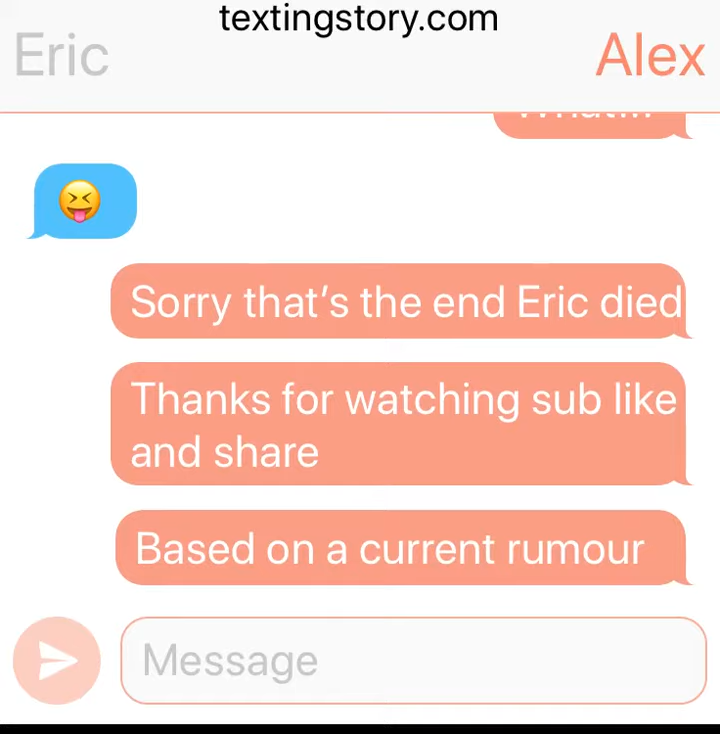 textingstory.com
Eric
Alex
Sorry that's the end Eric died
Thanks for watching sub like
and share
Based on a current rumour
Message